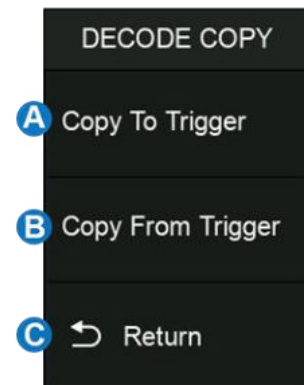 DECODE COPY
A Copy To Trigger
B Copy From Trigger
C Return